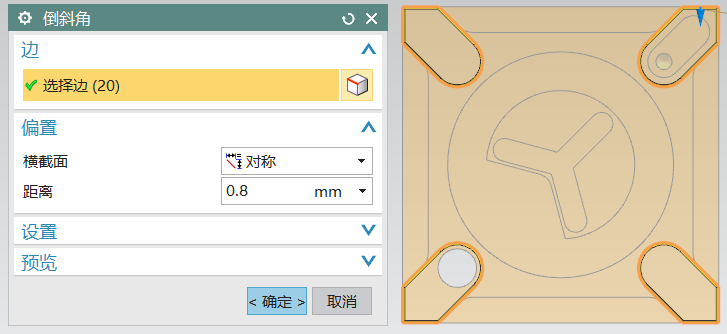 倒斜角
边
选择边 (20)
偏置
横截面 对称
距离 0.8 mm
设置
预览
< 确定 > 取消